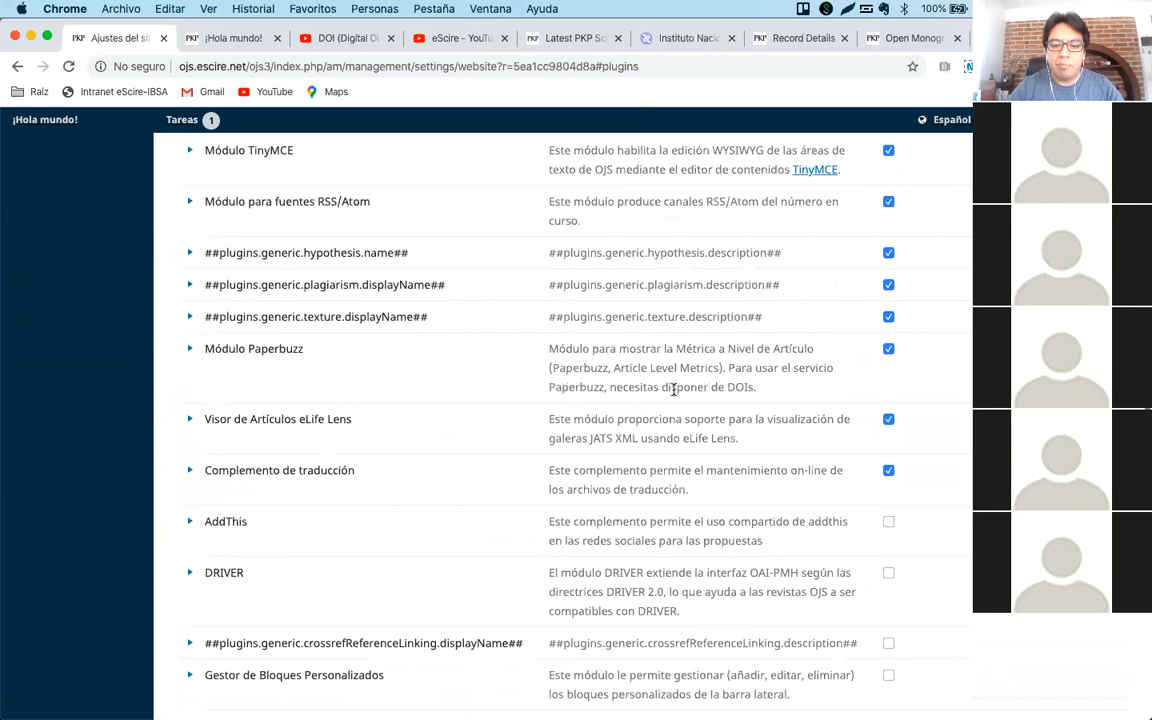 Chrome Archivo Editar Ver Historial Favoritos Personas Pestaña Ventana Ayuda 100%
PKP Ajustes del sit
PKP ¡Hola mundo!
DOI (Digital O
eScire – YouTu
PKP Latest PKP So
Instituto Nacio
PKP Record Details
PKP Open Monogr
No seguro ojs.escire.net/ojs3/index.php/am/management/settings/website?r=5ea1cc9804d8a#plugins
Raíz Intranet eScire-IBSA Gmail YouTube Maps
¡Hola mundo! Tareas 1 Español
Módulo TinyMCE
Este módulo habilita la edición WYSIWYG de las áreas de
texto de OJS mediante el editor de contenidos TinyMCE.
Módulo para fuentes RSS/Atom
Este módulo produce canales RSS/Atom del número en
curso.
##plugins.generic.hypothesis.name## ##plugins.generic.hypothesis.description##
##plugins.generic.plagiarism.displayName## ##plugins.generic.plagiarism.description##
##plugins.generic.texture.displayName## ##plugins.generic.texture.description##
Módulo Paperbuzz
Módulo para mostrar la Métrica a Nivel de Artículo
(Paperbuzz, Article Level Metrics). Para usar el servicio
Paperbuzz, necesitas disponer de DOIs.
Visor de Artículos eLife Lens
Este módulo proporciona soporte para la visualización de
galeras JATS XML usando eLife Lens.
Complemento de traducción
Este complemento permite el mantenimiento on-line de
los archivos de traducción.
AddThis
Este complemento permite el uso compartido de addthis
en las redes sociales para las propuestas
DRIVER
El módulo DRIVER extiende la interfaz OAI-PMH según las
directrices DRIVER 2.0, lo que ayuda a las revistas OJS a ser
compatibles con DRIVER.
##plugins.generic.crossrefReferenceLinking.displayName## ##plugins.generic.crossrefReferenceLinking.description##
Gestor de Bloques Personalizados
Este módulo le permite gestionar (añadir, editar, eliminar)
los bloques personalizados de la barra lateral.